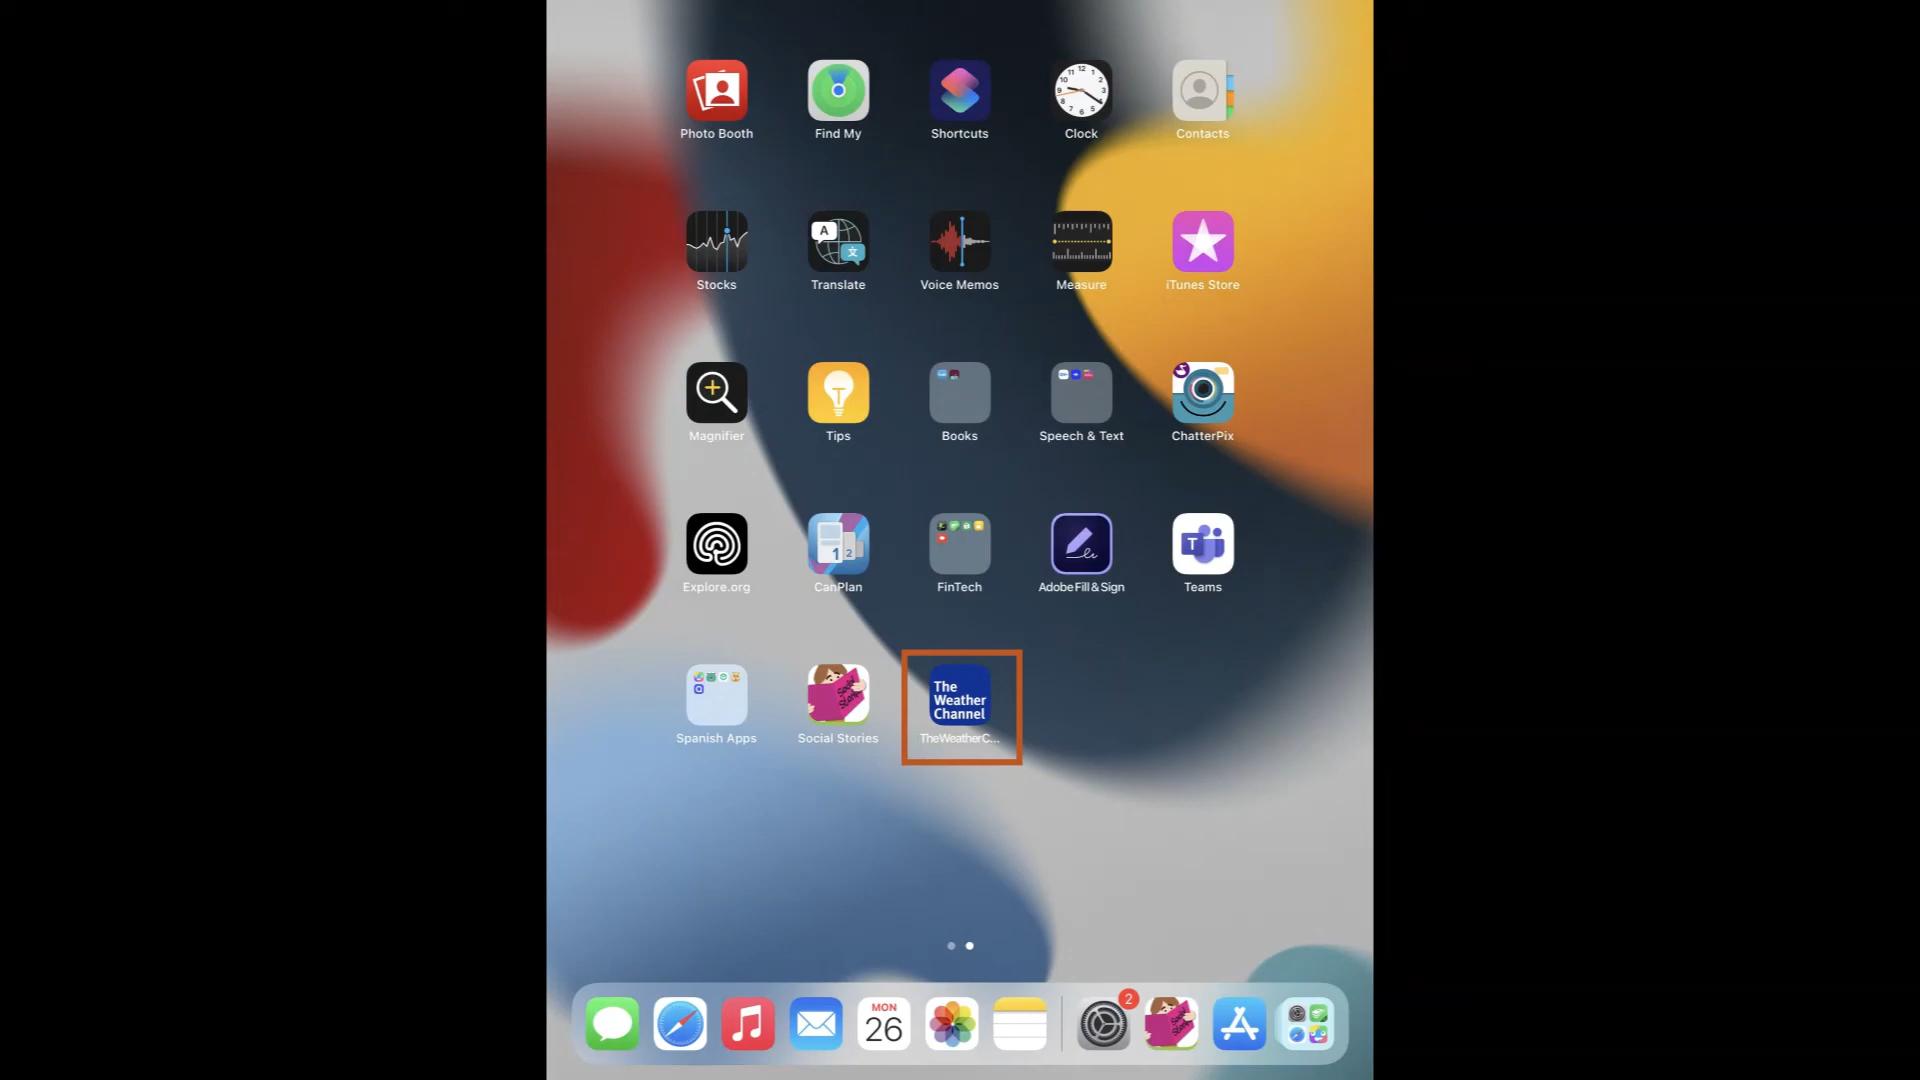 Photo Booth
Find My
Shortcuts
Clock
Contacts
Stocks
Translate
Voice Memos
Measure
iTunes Store
Magnifier
Tips
Books
Speech & Text
ChatterPix
Explore.org
CanPlan
FinTech
Adobe Fill & Sign
Teams
The
Weather
Channel
Spanish Apps
Social Stories
TheWeatherC...
MON
26
2